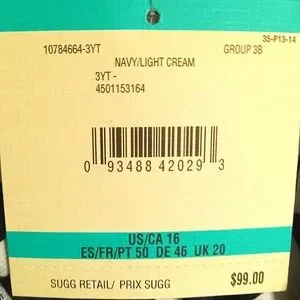 35-P13-14
10784664-3YT GROUP 3B
NAVY/LIGHT CREAM
3YT -
4501153164
0 93488 42029 3
US/CA 16
ES/FR/PT 50 DE 46 UK 20
SUGG RETAIL/ PRIX SUGG $99.00